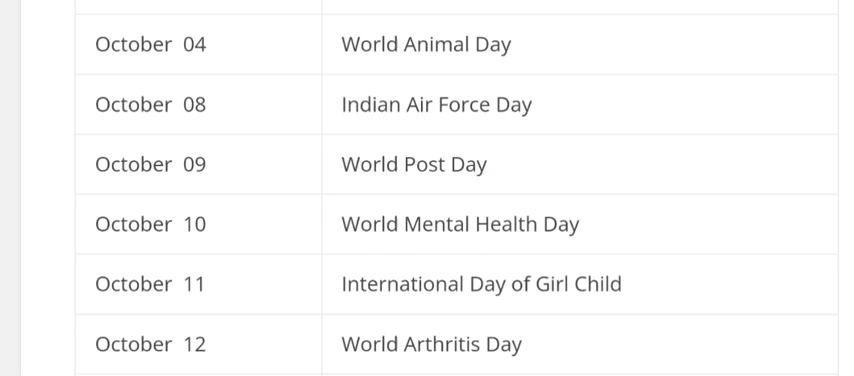 October 04 World Animal Day
October 08 Indian Air Force Day
October 09 World Post Day
October 10 World Mental Health Day
October 11 International Day of Girl Child
October 12 World Arthritis Day